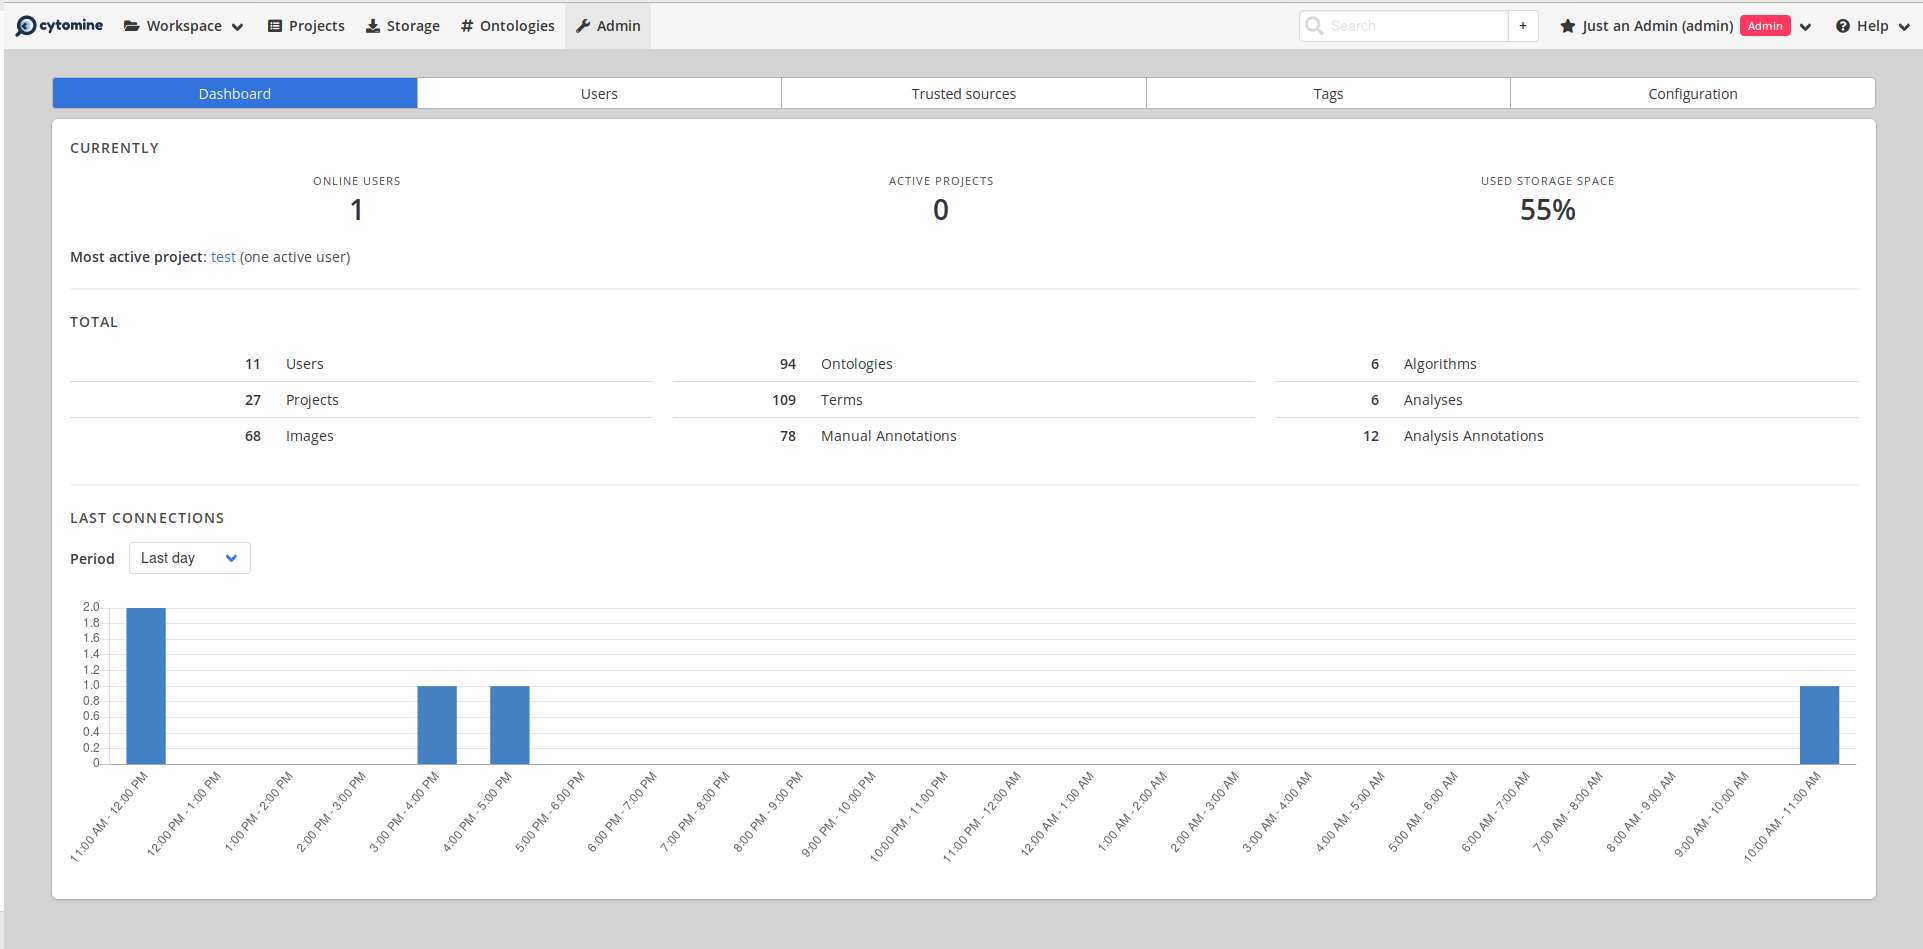 cytomine Workspace Projects Storage Ontologies Admin Search + Just an Admin (admin) Admin Help
Dashboard Users Trusted sources Tags Configuration
CURRENTLY
ONLINE USERS ACTIVE PROJECTS USED STORAGE SPACE
1 0 55%
Most active project: test (one active user)
TOTAL
11 Users 94 Ontologies 6 Algorithms
27 Projects 109 Terms 6 Analyses
68 Images 78 Manual Annotations 12 Analysis Annotations
LAST CONNECTIONS
Period Last day
2.0
1.8
1.6
1.4
1.2
1.0
0.8
0.6
0.4
0.2
0
11:00 AM - 12:00 PM
12:00 PM - 1:00 PM
1:00 PM - 2:00 PM
2:00 PM - 3:00 PM
3:00 PM - 4:00 PM
4:00 PM - 5:00 PM
5:00 PM - 6:00 PM
6:00 PM - 7:00 PM
7:00 PM - 8:00 PM
8:00 PM - 9:00 PM
9:00 PM - 10:00 PM
10:00 PM - 11:00 PM
11:00 PM - 12:00 AM
12:00 AM - 1:00 AM
1:00 AM - 2:00 AM
2:00 AM - 3:00 AM
3:00 AM - 4:00 AM
4:00 AM - 5:00 AM
5:00 AM - 6:00 AM
6:00 AM - 7:00 AM
7:00 AM - 8:00 AM
8:00 AM - 9:00 AM
9:00 AM - 10:00 AM
10:00 AM - 11:00 AM